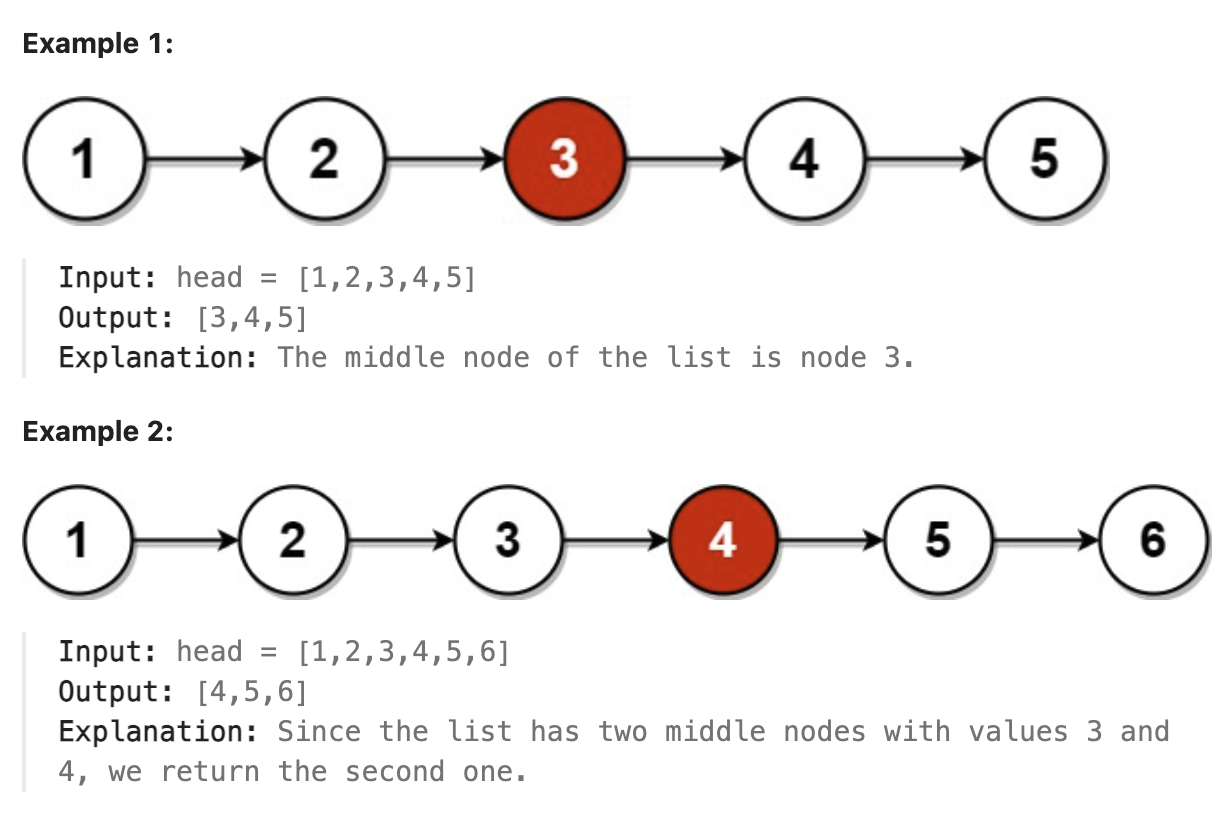 Example 1:
1 2 3 4 5
Input: head = [1,2,3,4,5]
Output: [3,4,5]
Explanation: The middle node of the list is node 3.
Example 2:
1 2 3 4 5 6
Input: head = [1,2,3,4,5,6]
Output: [4,5,6]
Explanation: Since the list has two middle nodes with values 3 and
4, we return the second one.